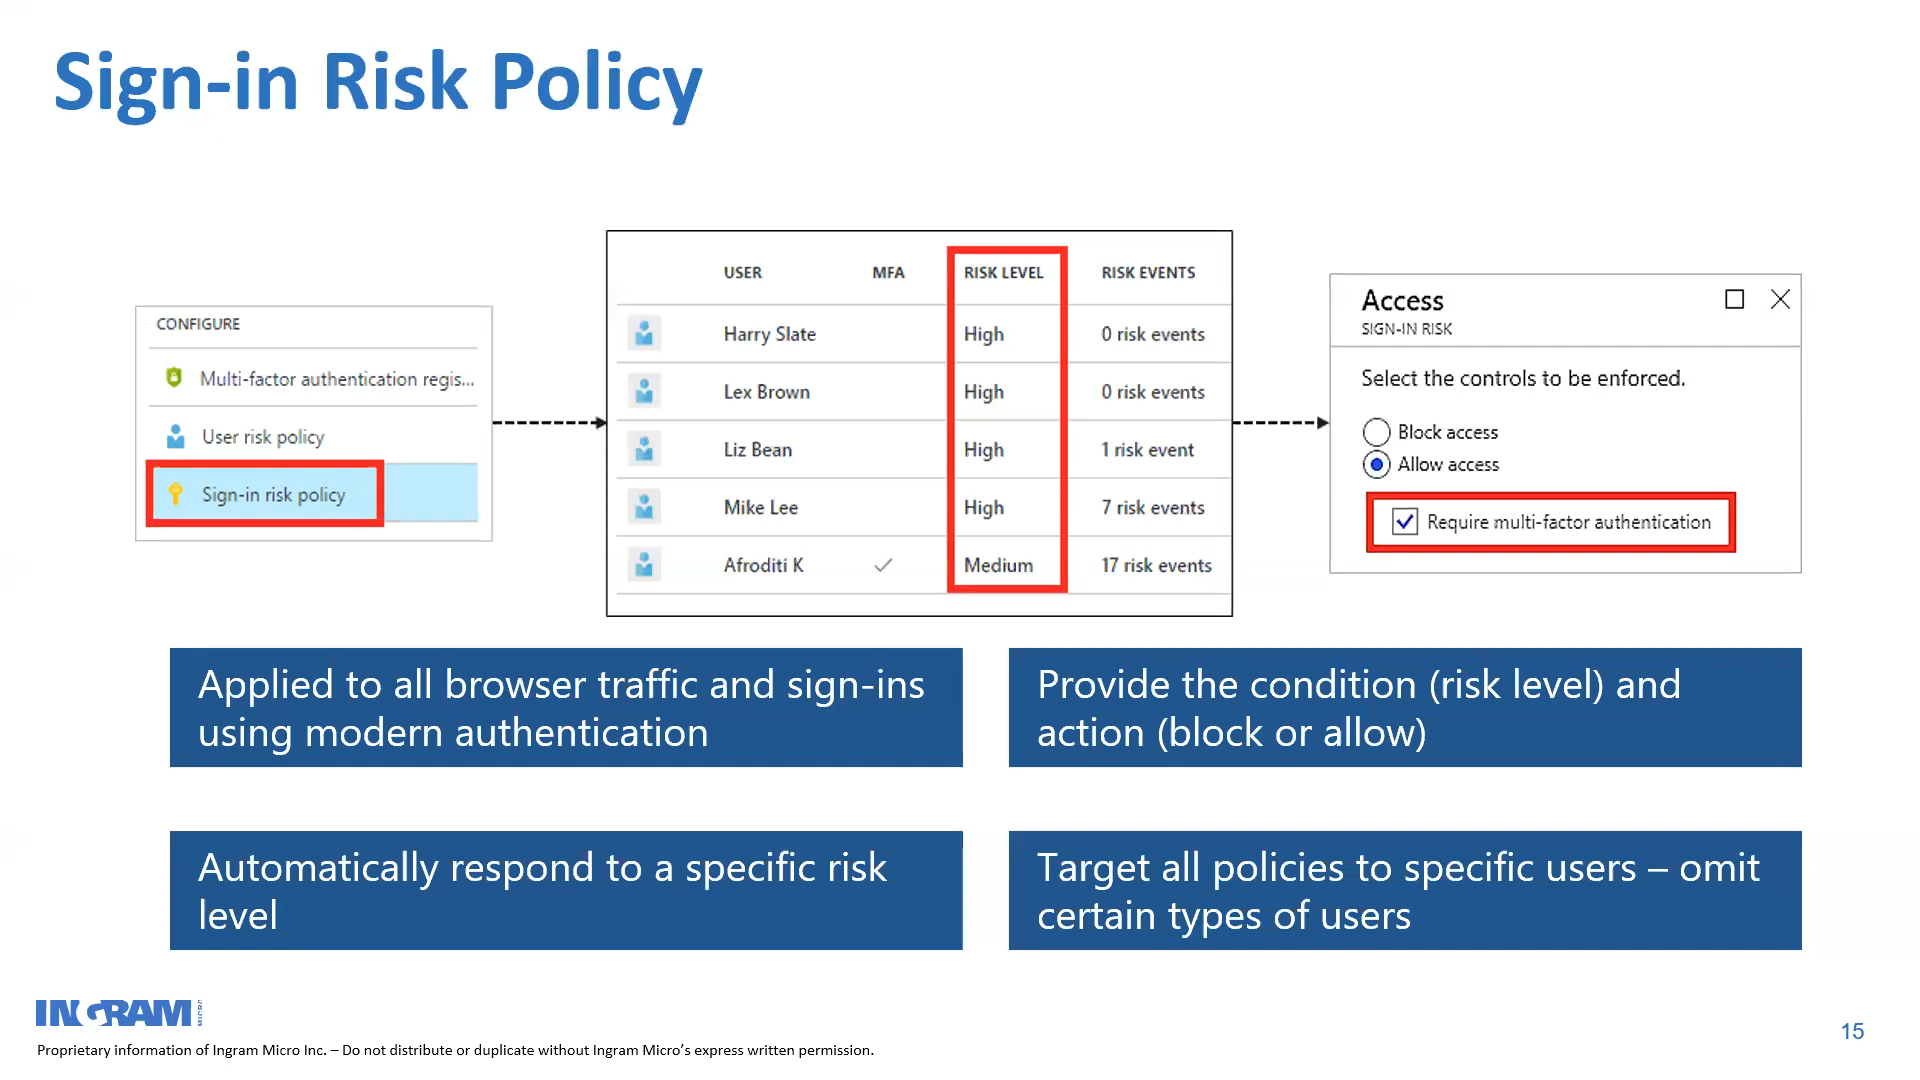 Sign-in Risk Policy
CONFIGURE
Multi-factor authentication regis...
User risk policy
Sign-in risk policy
USER MFA RISK LEVEL RISK EVENTS
Harry Slate High 0 risk events
Lex Brown High 0 risk events
Liz Bean High 1 risk event
Mike Lee High 7 risk events
Afroditi K Medium 17 risk events
Access
SIGN-IN RISK
Select the controls to be enforced.
Block access
Allow access
Require multi-factor authentication
Applied to all browser traffic and sign-ins
using modern authentication
Provide the condition (risk level) and
action (block or allow)
Automatically respond to a specific risk
level
Target all policies to specific users – omit
certain types of users
INGRAM MICRO
Proprietary information of Ingram Micro Inc. – Do not distribute or duplicate without Ingram Micro's express written permission.
15